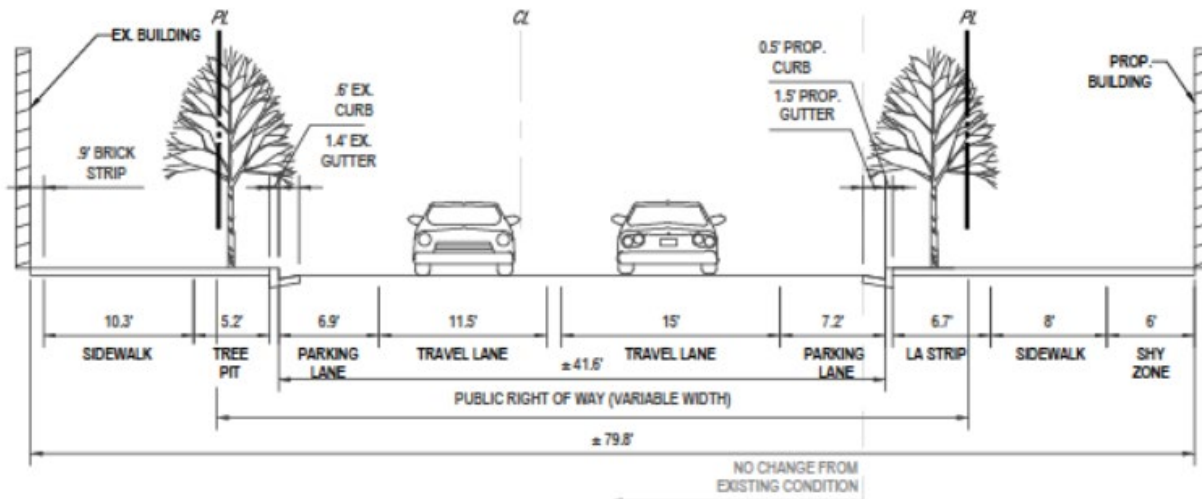 PL
CL
PL
EX. BUILDING
.6' EX.
CURB
1.4' EX.
GUTTER
.9' BRICK
STRIP
0.5' PROP.
CURB
1.5' PROP.
GUTTER
PROP.
BUILDING
10.3'
5.2'
6.9'
11.5'
15'
7.2'
6.7'
8'
6'
SIDEWALK
TREE
PIT
PARKING
LANE
TRAVEL LANE
TRAVEL LANE
PARKING
LANE
LA STRIP
SIDEWALK
SHY
ZONE
± 41.6'
PUBLIC RIGHT OF WAY (VARIABLE WIDTH)
± 79.8'
NO CHANGE FROM
EXISTING CONDITION